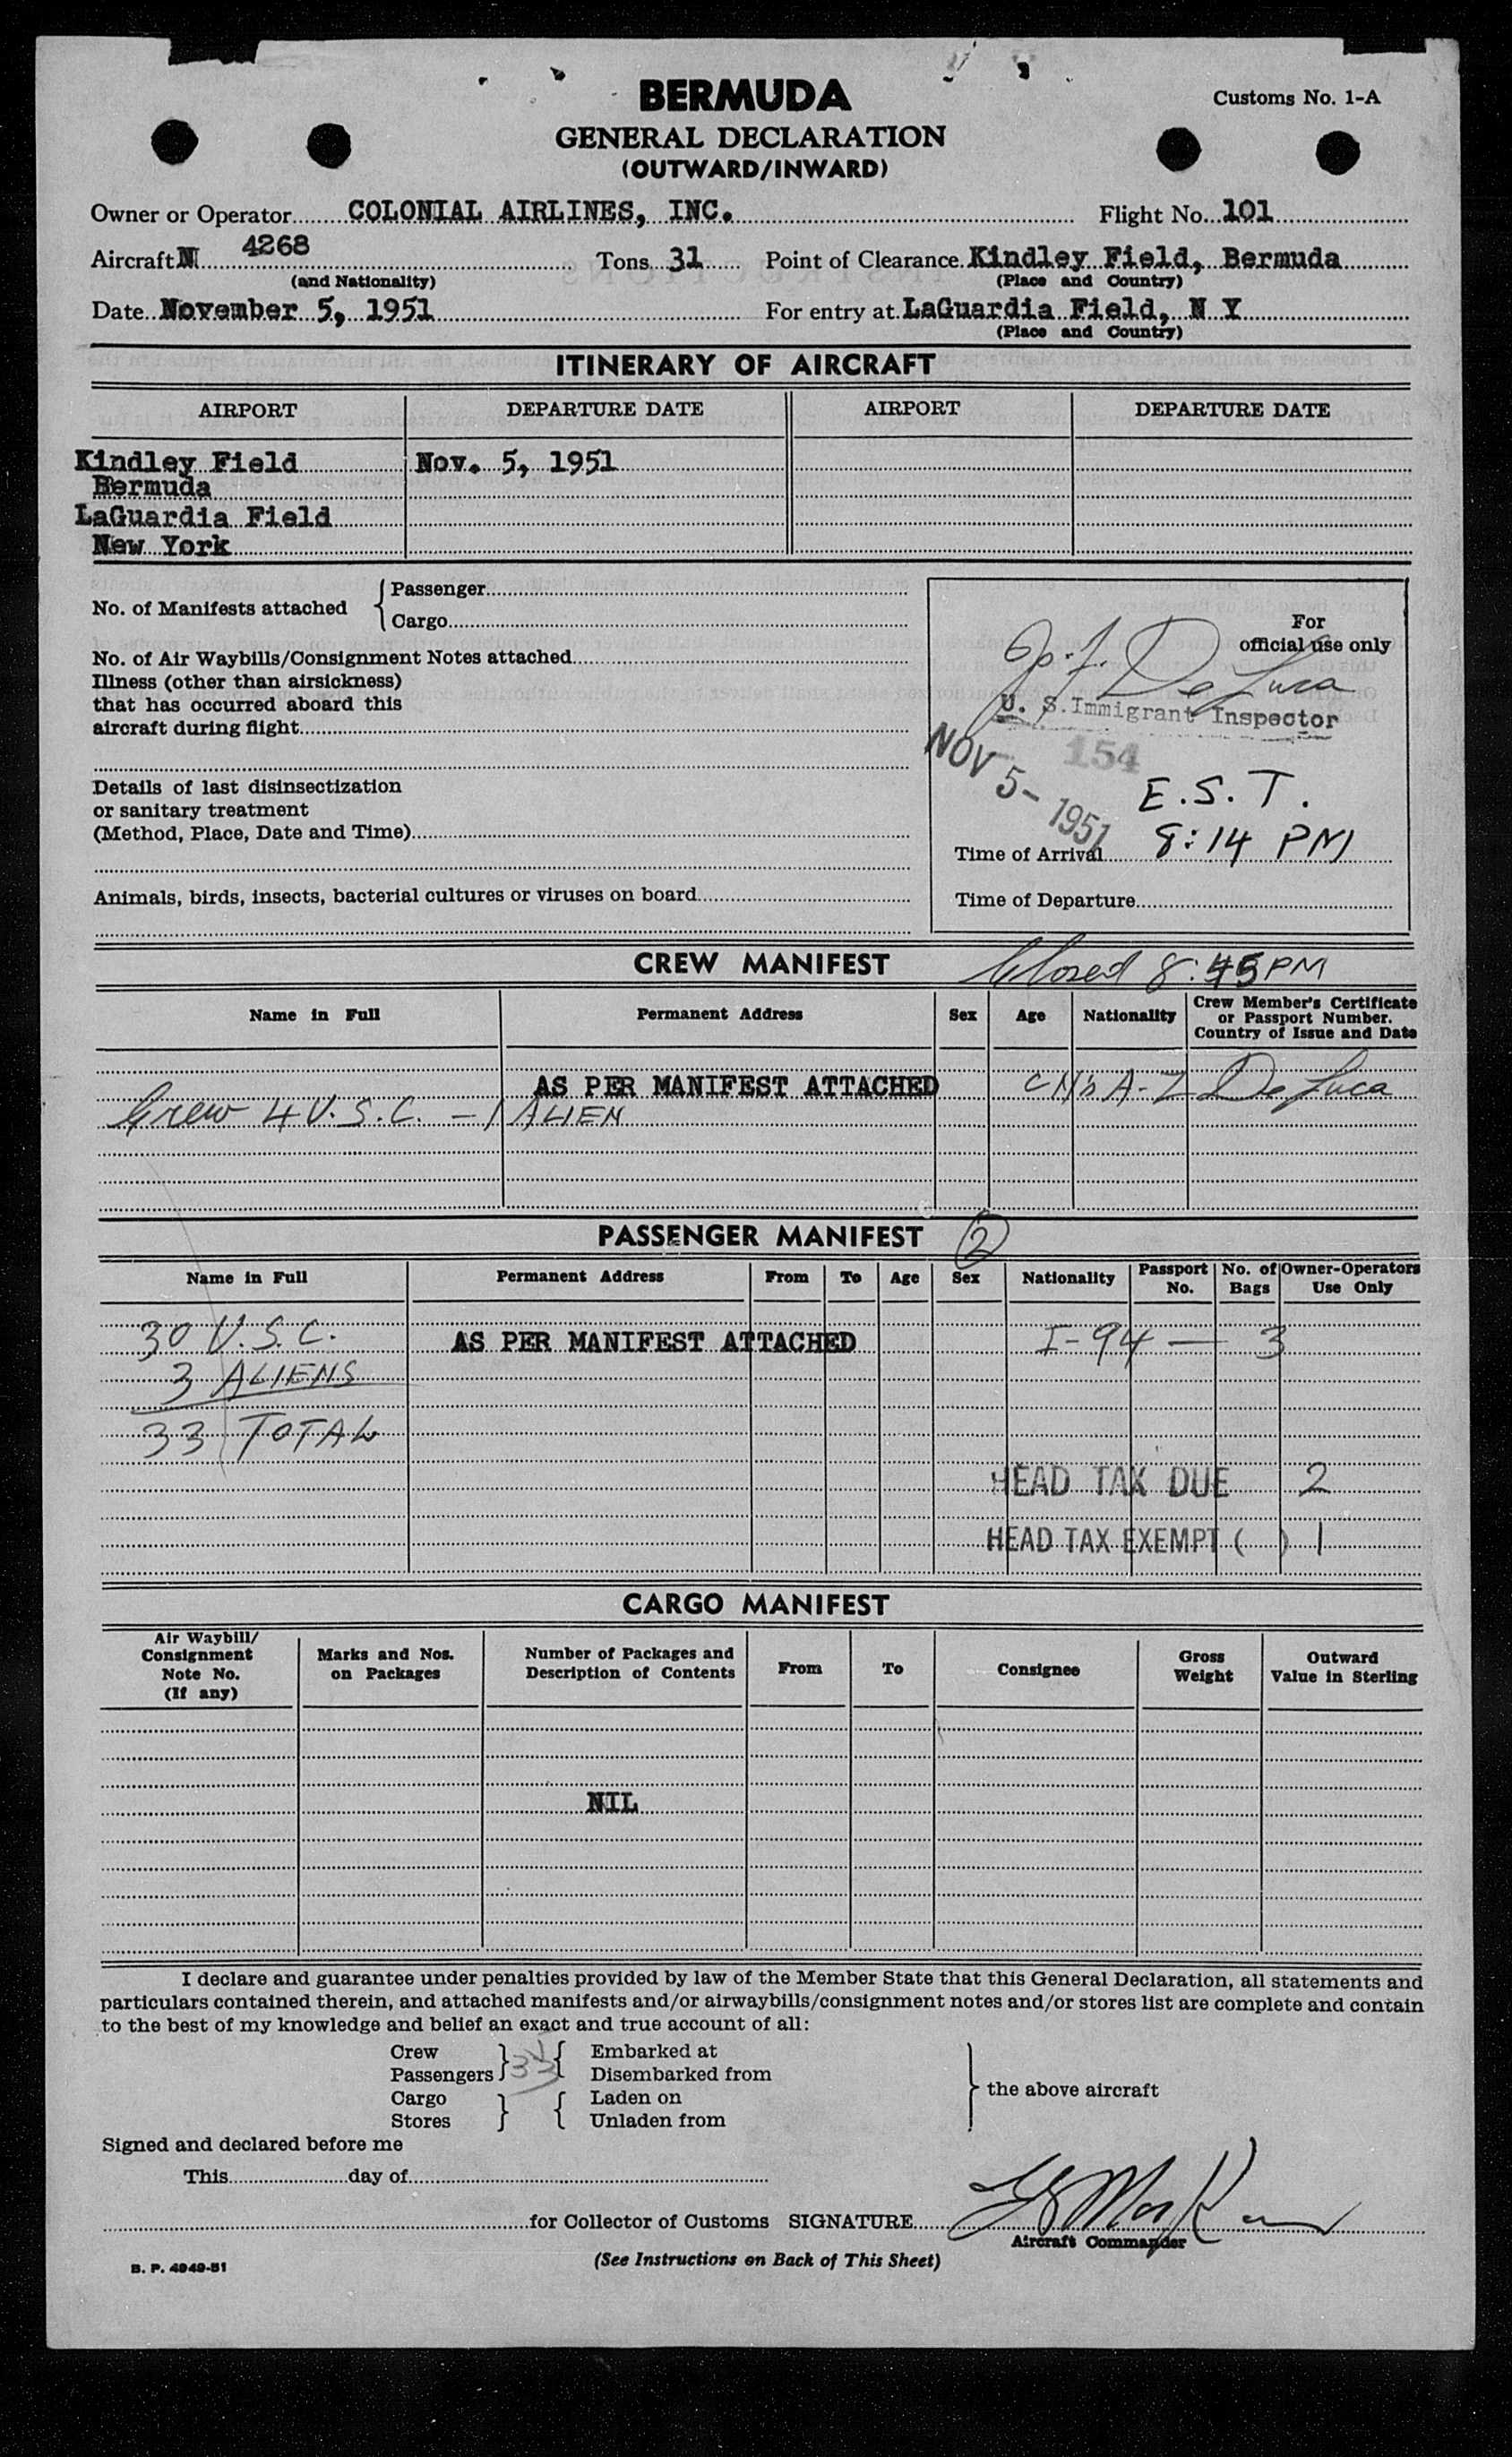 BERMUDA
Customs No. 1-A
GENERAL DECLARATION
(OUTWARD/INWARD)
Owner or Operator COLONIAL AIRLINES, INC. Flight No. 101
Aircraft N 4268 Tons 31 Point of Clearance Kindley Field, Bermuda
(and Nationality) (Place and Country)
Date November 5, 1951 For entry at LaGuardia Field, N Y
(Place and Country)
ITINERARY OF AIRCRAFT
AIRPORT DEPARTURE DATE AIRPORT DEPARTURE DATE
Kindley Field Nov. 5, 1951
Bermuda
LaGuardia Field
New York
No. of Manifests attached { Passenger
Cargo
No. of Air Waybills/Consignment Notes attached
Illness (other than airsickness)
that has occurred aboard this
aircraft during flight
Details of last disinsectization
or sanitary treatment
(Method, Place, Date and Time)
Animals, birds, insects, bacterial cultures or viruses on board
For
official use only
De Luca
U. S. Immigrant Inspector
154
NOV 5- 1951
E.S.T.
Time of Arrival 8:14 PM
Time of Departure
CREW MANIFEST Closed 8:45 PM
Name in Full Permanent Address Sex Age Nationality Crew Member's Certificate
or Passport Number.
Country of Issue and Date
AS PER MANIFEST ATTACHED De Luca
Crew 4 U.S.C. - 1 ALIEN
PASSENGER MANIFEST 2
Name in Full Permanent Address From To Age Sex Nationality Passport No. No. of Bags Owner-Operators Use Only
30 U.S.C. AS PER MANIFEST ATTACHED I-94 — 3
3 ALIENS
33 TOTAL
HEAD TAX DUE 2
HEAD TAX EXEMPT ( ) 1
CARGO MANIFEST
Air Waybill/
Consignment
Note No.
(If any)
Marks and Nos.
on Packages
Number of Packages and
Description of Contents
From To Consignee
Gross
Weight
Outward
Value in Sterling
NIL
I declare and guarantee under penalties provided by law of the Member State that this General Declaration, all statements and
particulars contained therein, and attached manifests and/or airwaybills/consignment notes and/or stores list are complete and contain
to the best of my knowledge and belief an exact and true account of all:
Crew Embarked at
Passengers } 33 { Disembarked from
Cargo Laden on
the above aircraft
Stores } { Unladen from
Signed and declared before me
This day of
for Collector of Customs SIGNATURE
Aircraft Commander
(See Instructions on Back of This Sheet)
B. P. 4949-51